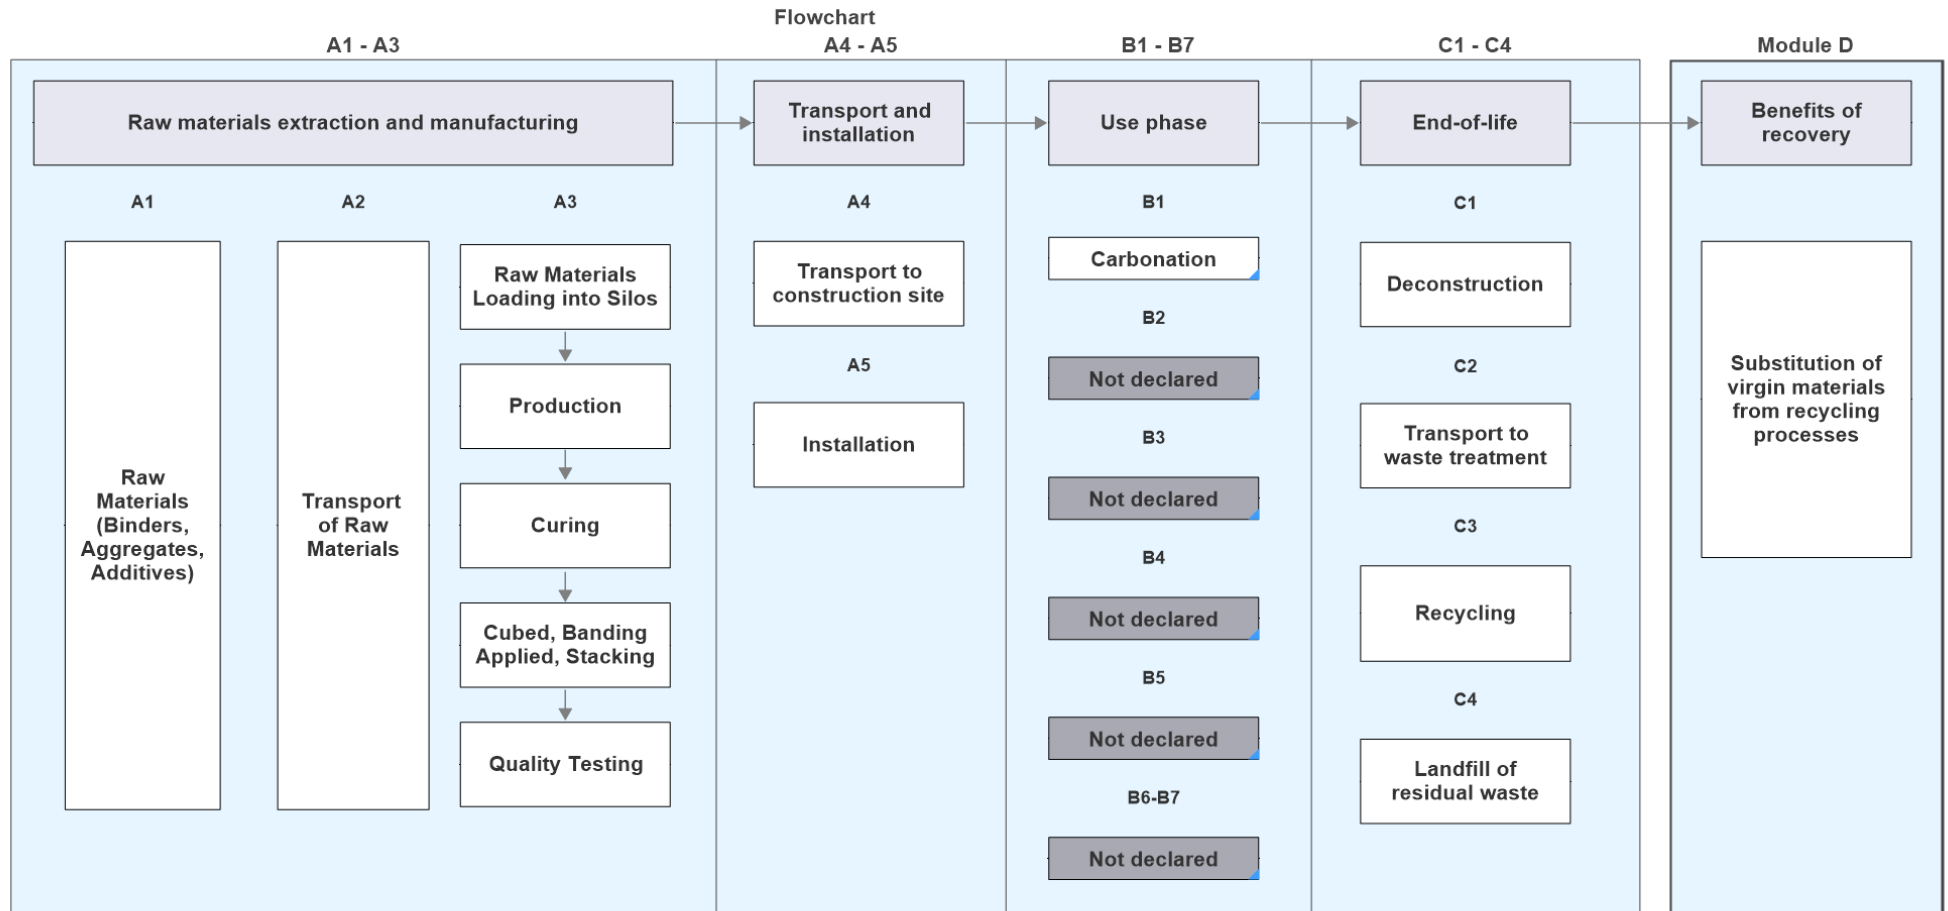 Flowchart
A1 - A3
A4 - A5
B1 - B7
C1 - C4
Module D
Raw materials extraction and manufacturing
Transport and
installation
Use phase
End-of-life
Benefits of
recovery
A1
Raw
Materials
(Binders,
Aggregates,
Additives)
A2
Transport
of Raw
Materials
A3
Raw Materials
Loading into Silos
Production
Curing
Cubed, Banding
Applied, Stacking
Quality Testing
A4
Transport to
construction site
A5
Installation
B1
Carbonation
B2
Not declared
B3
Not declared
B4
Not declared
B5
Not declared
B6-B7
Not declared
C1
Deconstruction
C2
Transport to
waste treatment
C3
Recycling
C4
Landfill of
residual waste
Substitution of
virgin materials
from recycling
processes